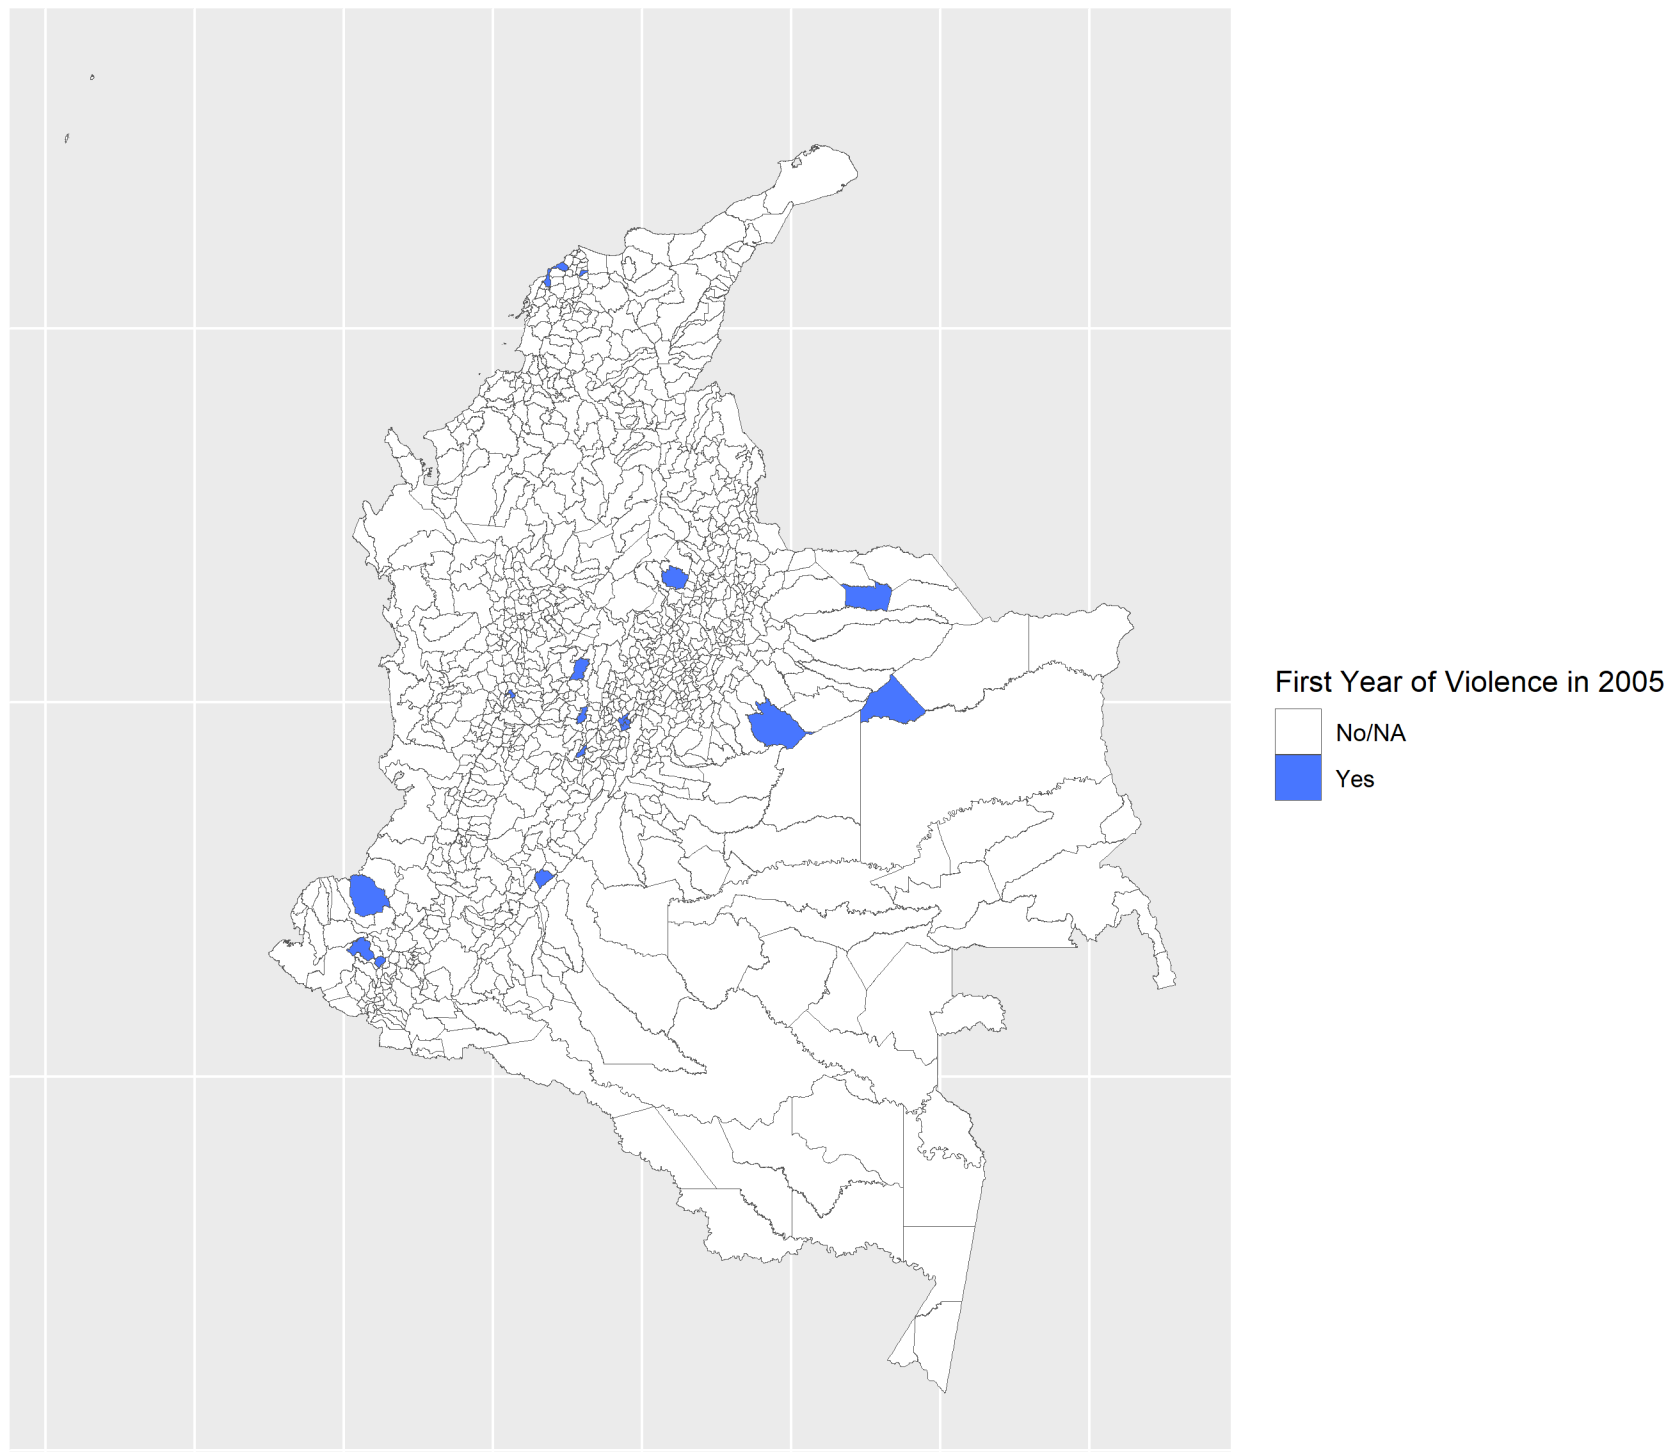 First Year of Violence in 2005
No/NA
Yes